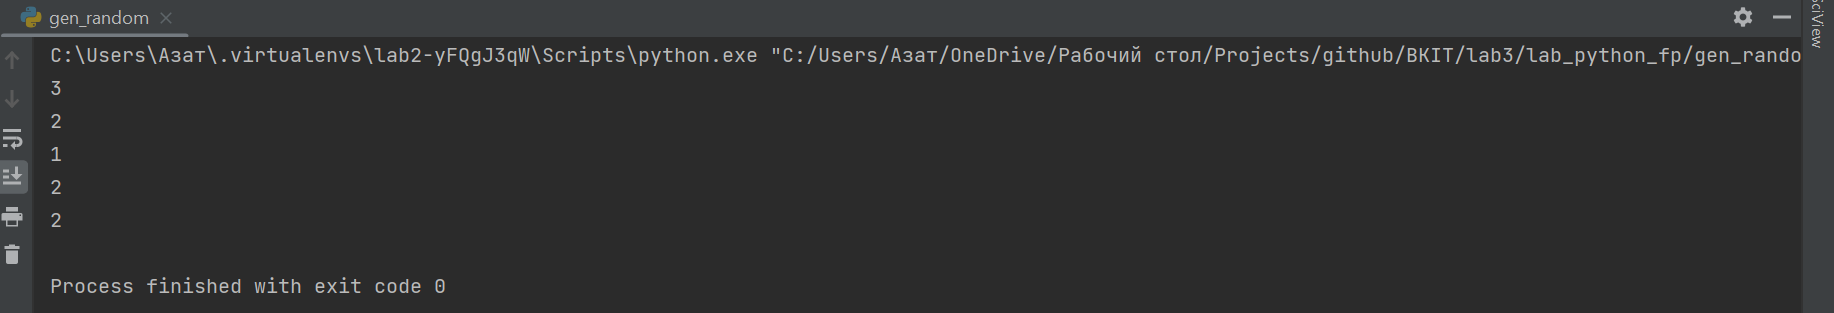 gen_random
C:\Users\Азат\.virtualenvs\lab2-yFQgJ3qW\Scripts\python.exe "C:/Users/Азат/OneDrive/Рабочий стол/Projects/github/BKIT/lab3/lab_python_fp/gen_rando
3
2
1
2
2
Process finished with exit code 0
SciView